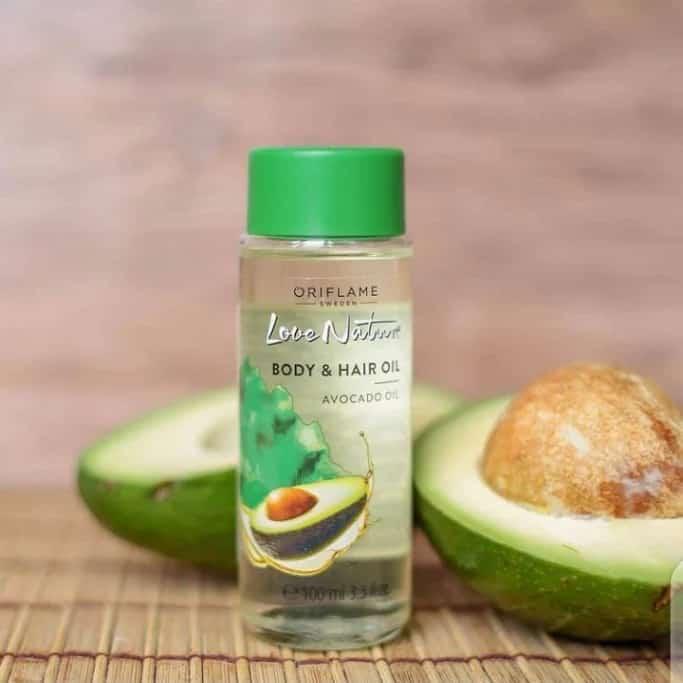 ORIFLAME
SWEDEN
Love Nature
BODY & HAIR OIL
AVOCADO OIL
℮ 100 ml 3.3 fl.oz.